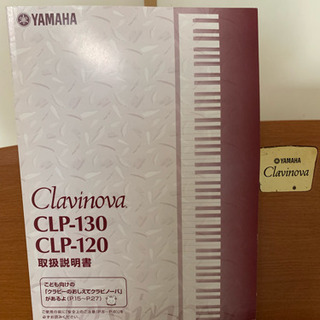 YAMAHA
Clavinova
CLP-130
CLP-120
取扱説明書
こども向けの
「クラビーのおしえてクラビノーバ」
があるよ(P.15～P.27)
YAMAHA
Clavinova